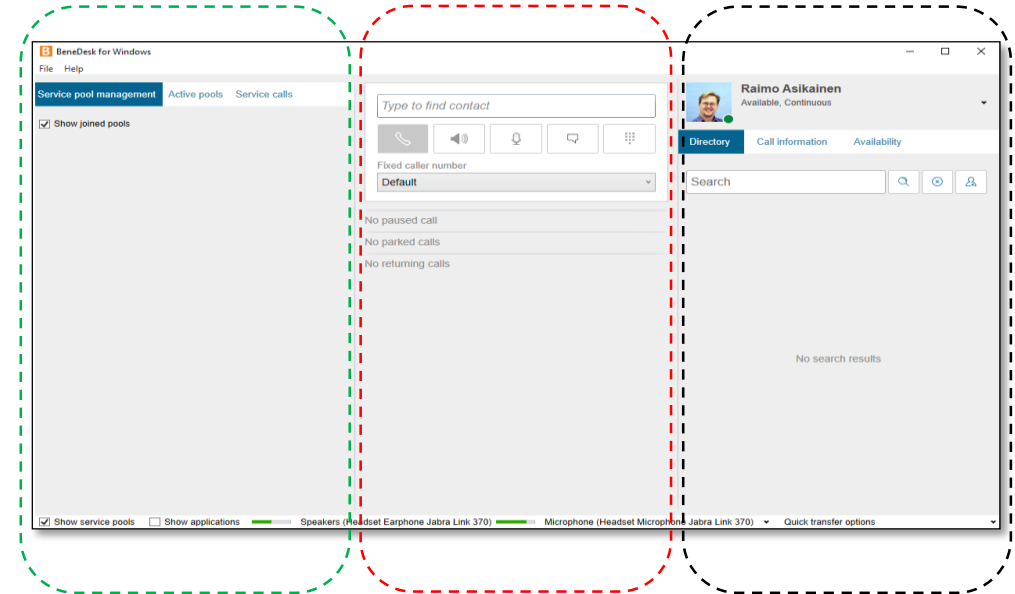 B BeneDesk for Windows
File Help
Service pool management Active pools Service calls
Show joined pools
Type to find contact
Fixed caller number
Default
No paused call
No parked calls
No returning calls
Raimo Asikainen
Available, Continuous
Directory Call information Availability
Search
No search results
Show service pools Show applications Speakers (Headset Earphone Jabra Link 370) Microphone (Headset Microphone Jabra Link 370) Quick transfer options